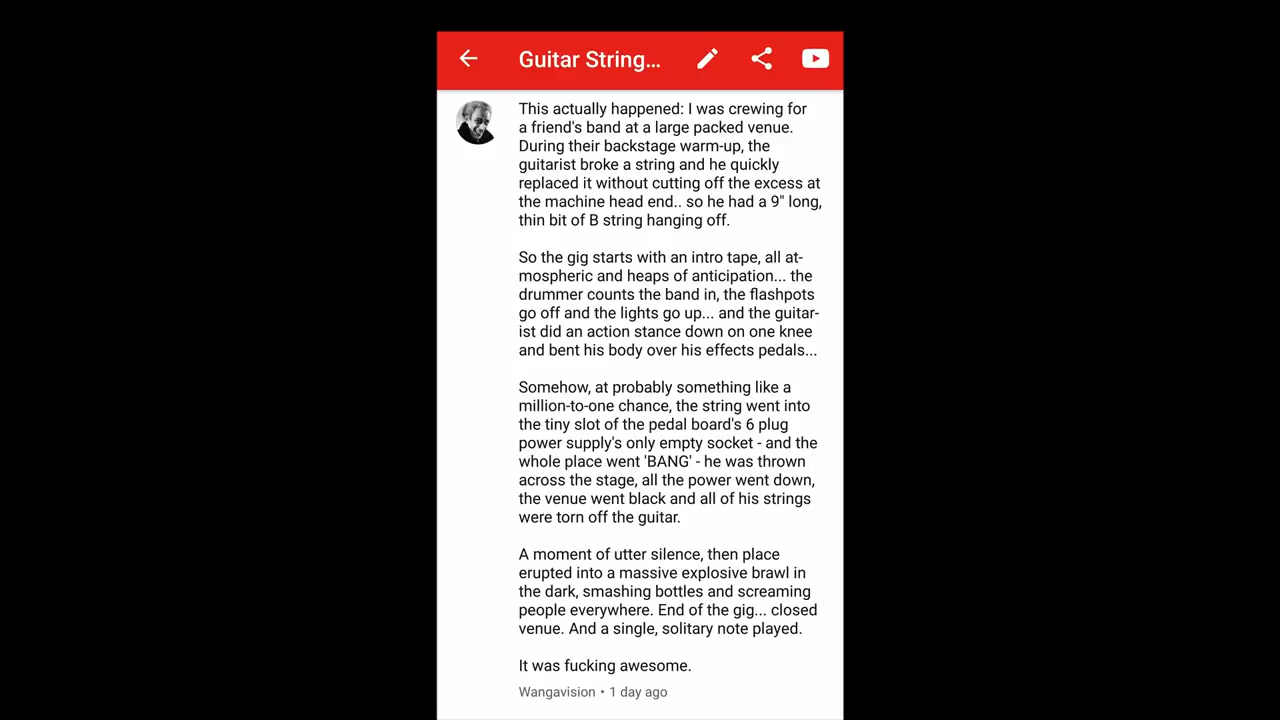 Guitar String...
This actually happened: I was crewing for
a friend's band at a large packed venue.
During their backstage warm-up, the
guitarist broke a string and he quickly
replaced it without cutting off the excess at
the machine head end.. so he had a 9" long,
thin bit of B string hanging off.
So the gig starts with an intro tape, all at-
mospheric and heaps of anticipation... the
drummer counts the band in, the flashpots
go off and the lights go up... and the guitar-
ist did an action stance down on one knee
and bent his body over his effects pedals...
Somehow, at probably something like a
million-to-one chance, the string went into
the tiny slot of the pedal board's 6 plug
power supply's only empty socket - and the
whole place went 'BANG' - he was thrown
across the stage, all the power went down,
the venue went black and all of his strings
were torn off the guitar.
A moment of utter silence, then place
erupted into a massive explosive brawl in
the dark, smashing bottles and screaming
people everywhere. End of the gig... closed
venue. And a single, solitary note played.
It was fucking awesome.
Wangavision • 1 day ago